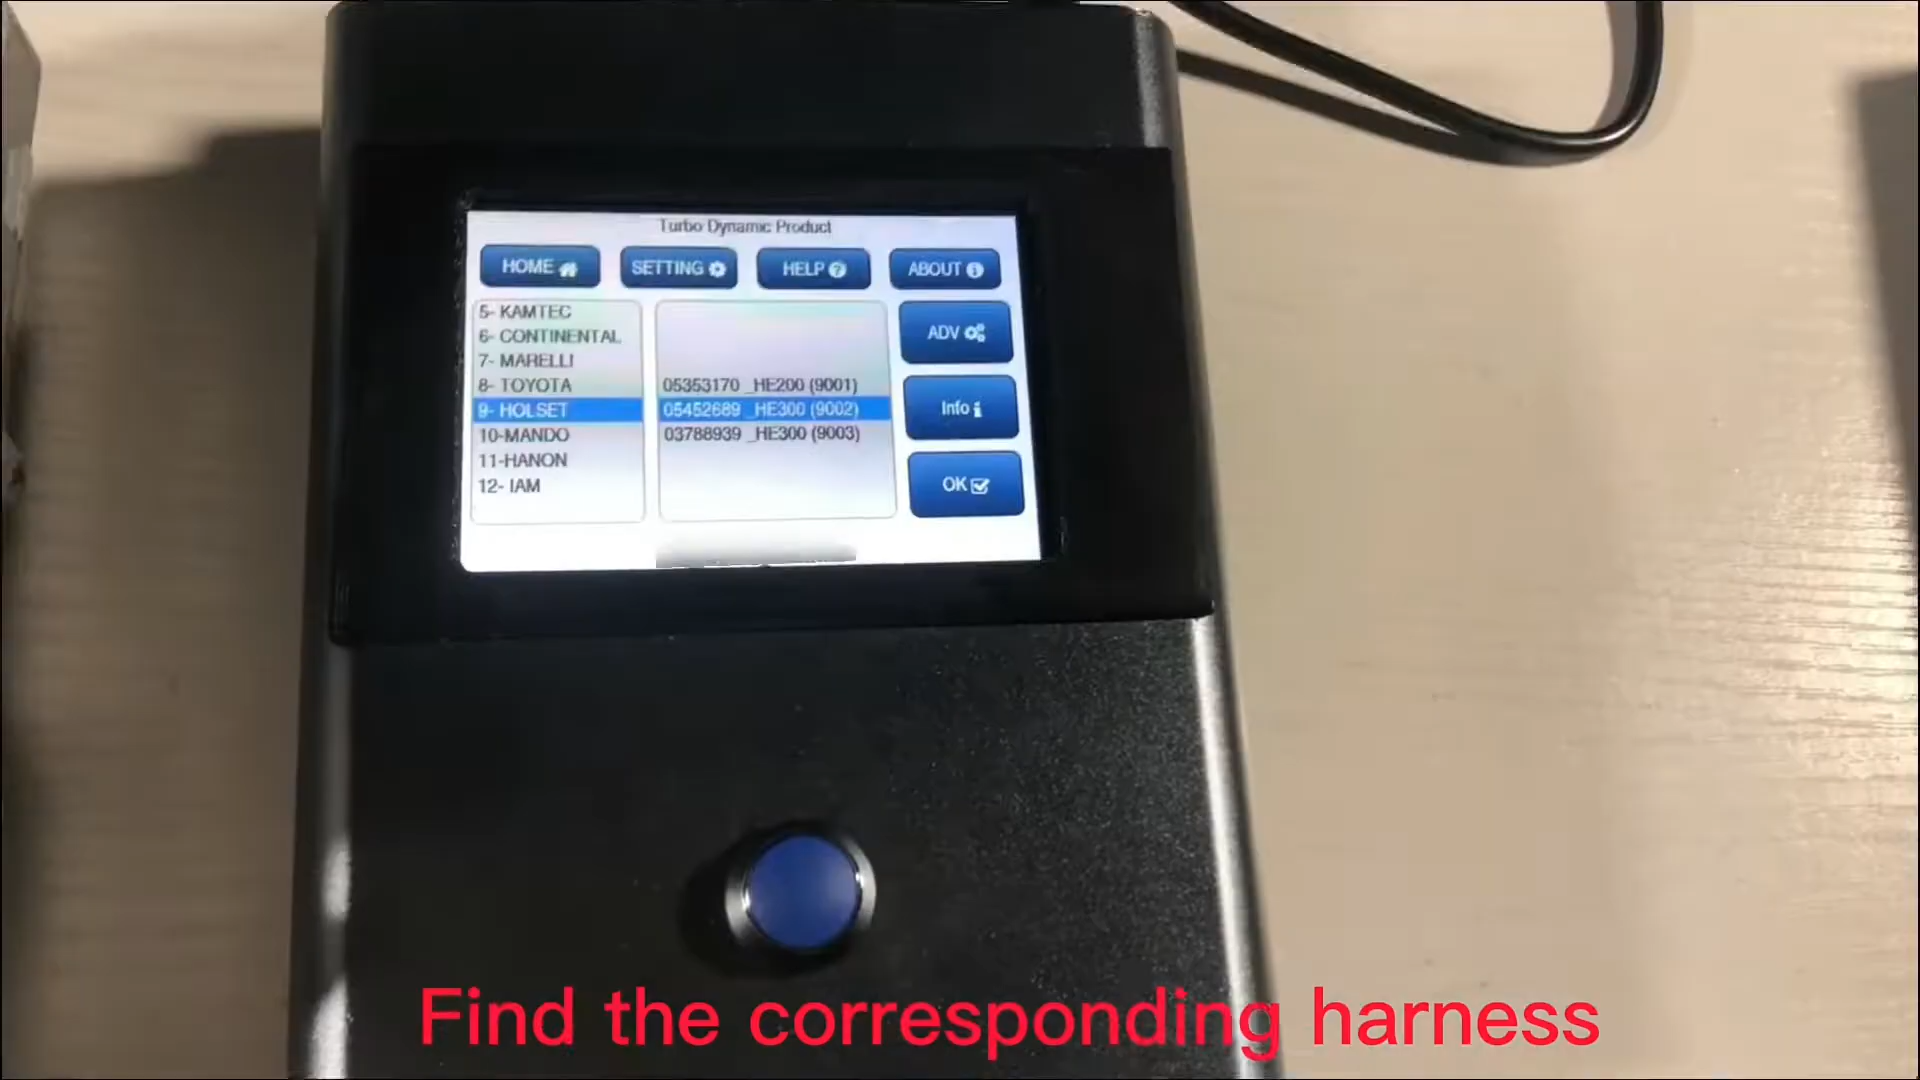 Turbo Dynamic Product
HOME
SETTING
HELP
ABOUT
5- KAMTEC
6- CONTINENTAL
7- MARELLI
8- TOYOTA
9- HOLSET
10-MANDO
11-HANON
12- IAM
05353170 _HE200 (9001)
05452689 _HE300 (9002)
03788939 _HE300 (9003)
ADV
Info
OK
Find the corresponding harness